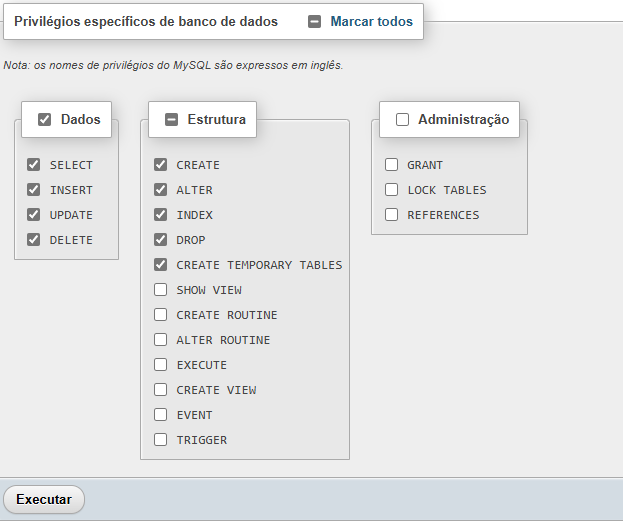 Privilégios específicos de banco de dados Marcar todos
Nota: os nomes de privilégios do MySQL são expressos em inglês.
Dados
SELECT
INSERT
UPDATE
DELETE
Estrutura
CREATE
ALTER
INDEX
DROP
CREATE TEMPORARY TABLES
SHOW VIEW
CREATE ROUTINE
ALTER ROUTINE
EXECUTE
CREATE VIEW
EVENT
TRIGGER
Administração
GRANT
LOCK TABLES
REFERENCES
Executar